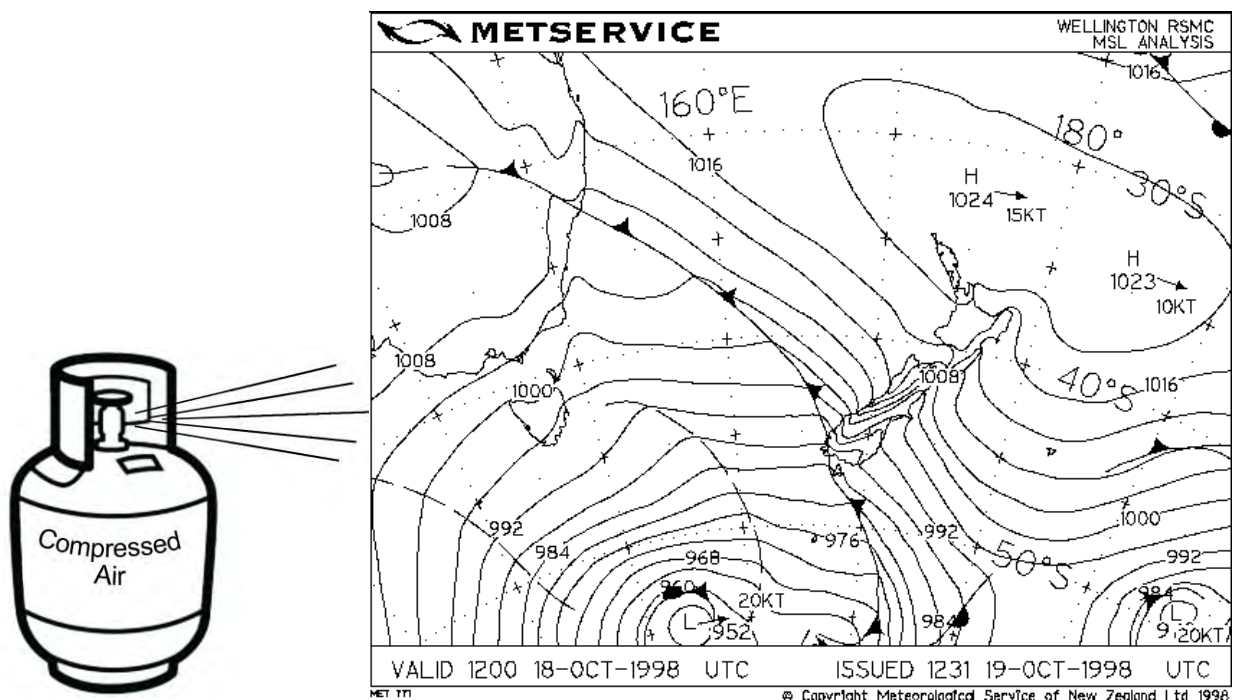 METSERVICE
WELLINGTON RSMC
MSL ANALYSIS
1016
160°E
180°
1016
H
1024
15KT
30°S
1008
H
1023
10KT
1008
1000
1008
40°S
1016
992
984
968
960
976
992
1000
50°S
992
984
984
20KT
L
952
L
20KT
Compressed
Air
VALID 1200 18-OCT-1998 UTC
ISSUED 1231 19-OCT-1998 UTC
MET 777
© Copyright Meteorological Service of New Zealand Ltd 1998